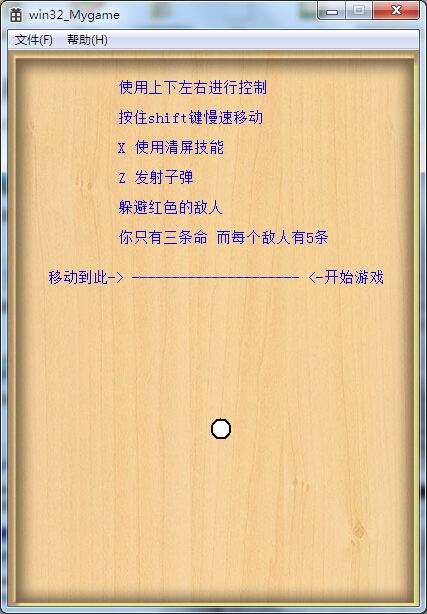 win32_Mygame
文件(F) 帮助(H)
使用上下左右进行控制
按住shift键慢速移动
X 使用清屏技能
Z 发射子弹
躲避红色的敌人
你只有三条命 而每个敌人有5条
移动到此-> --------------------- <-开始游戏